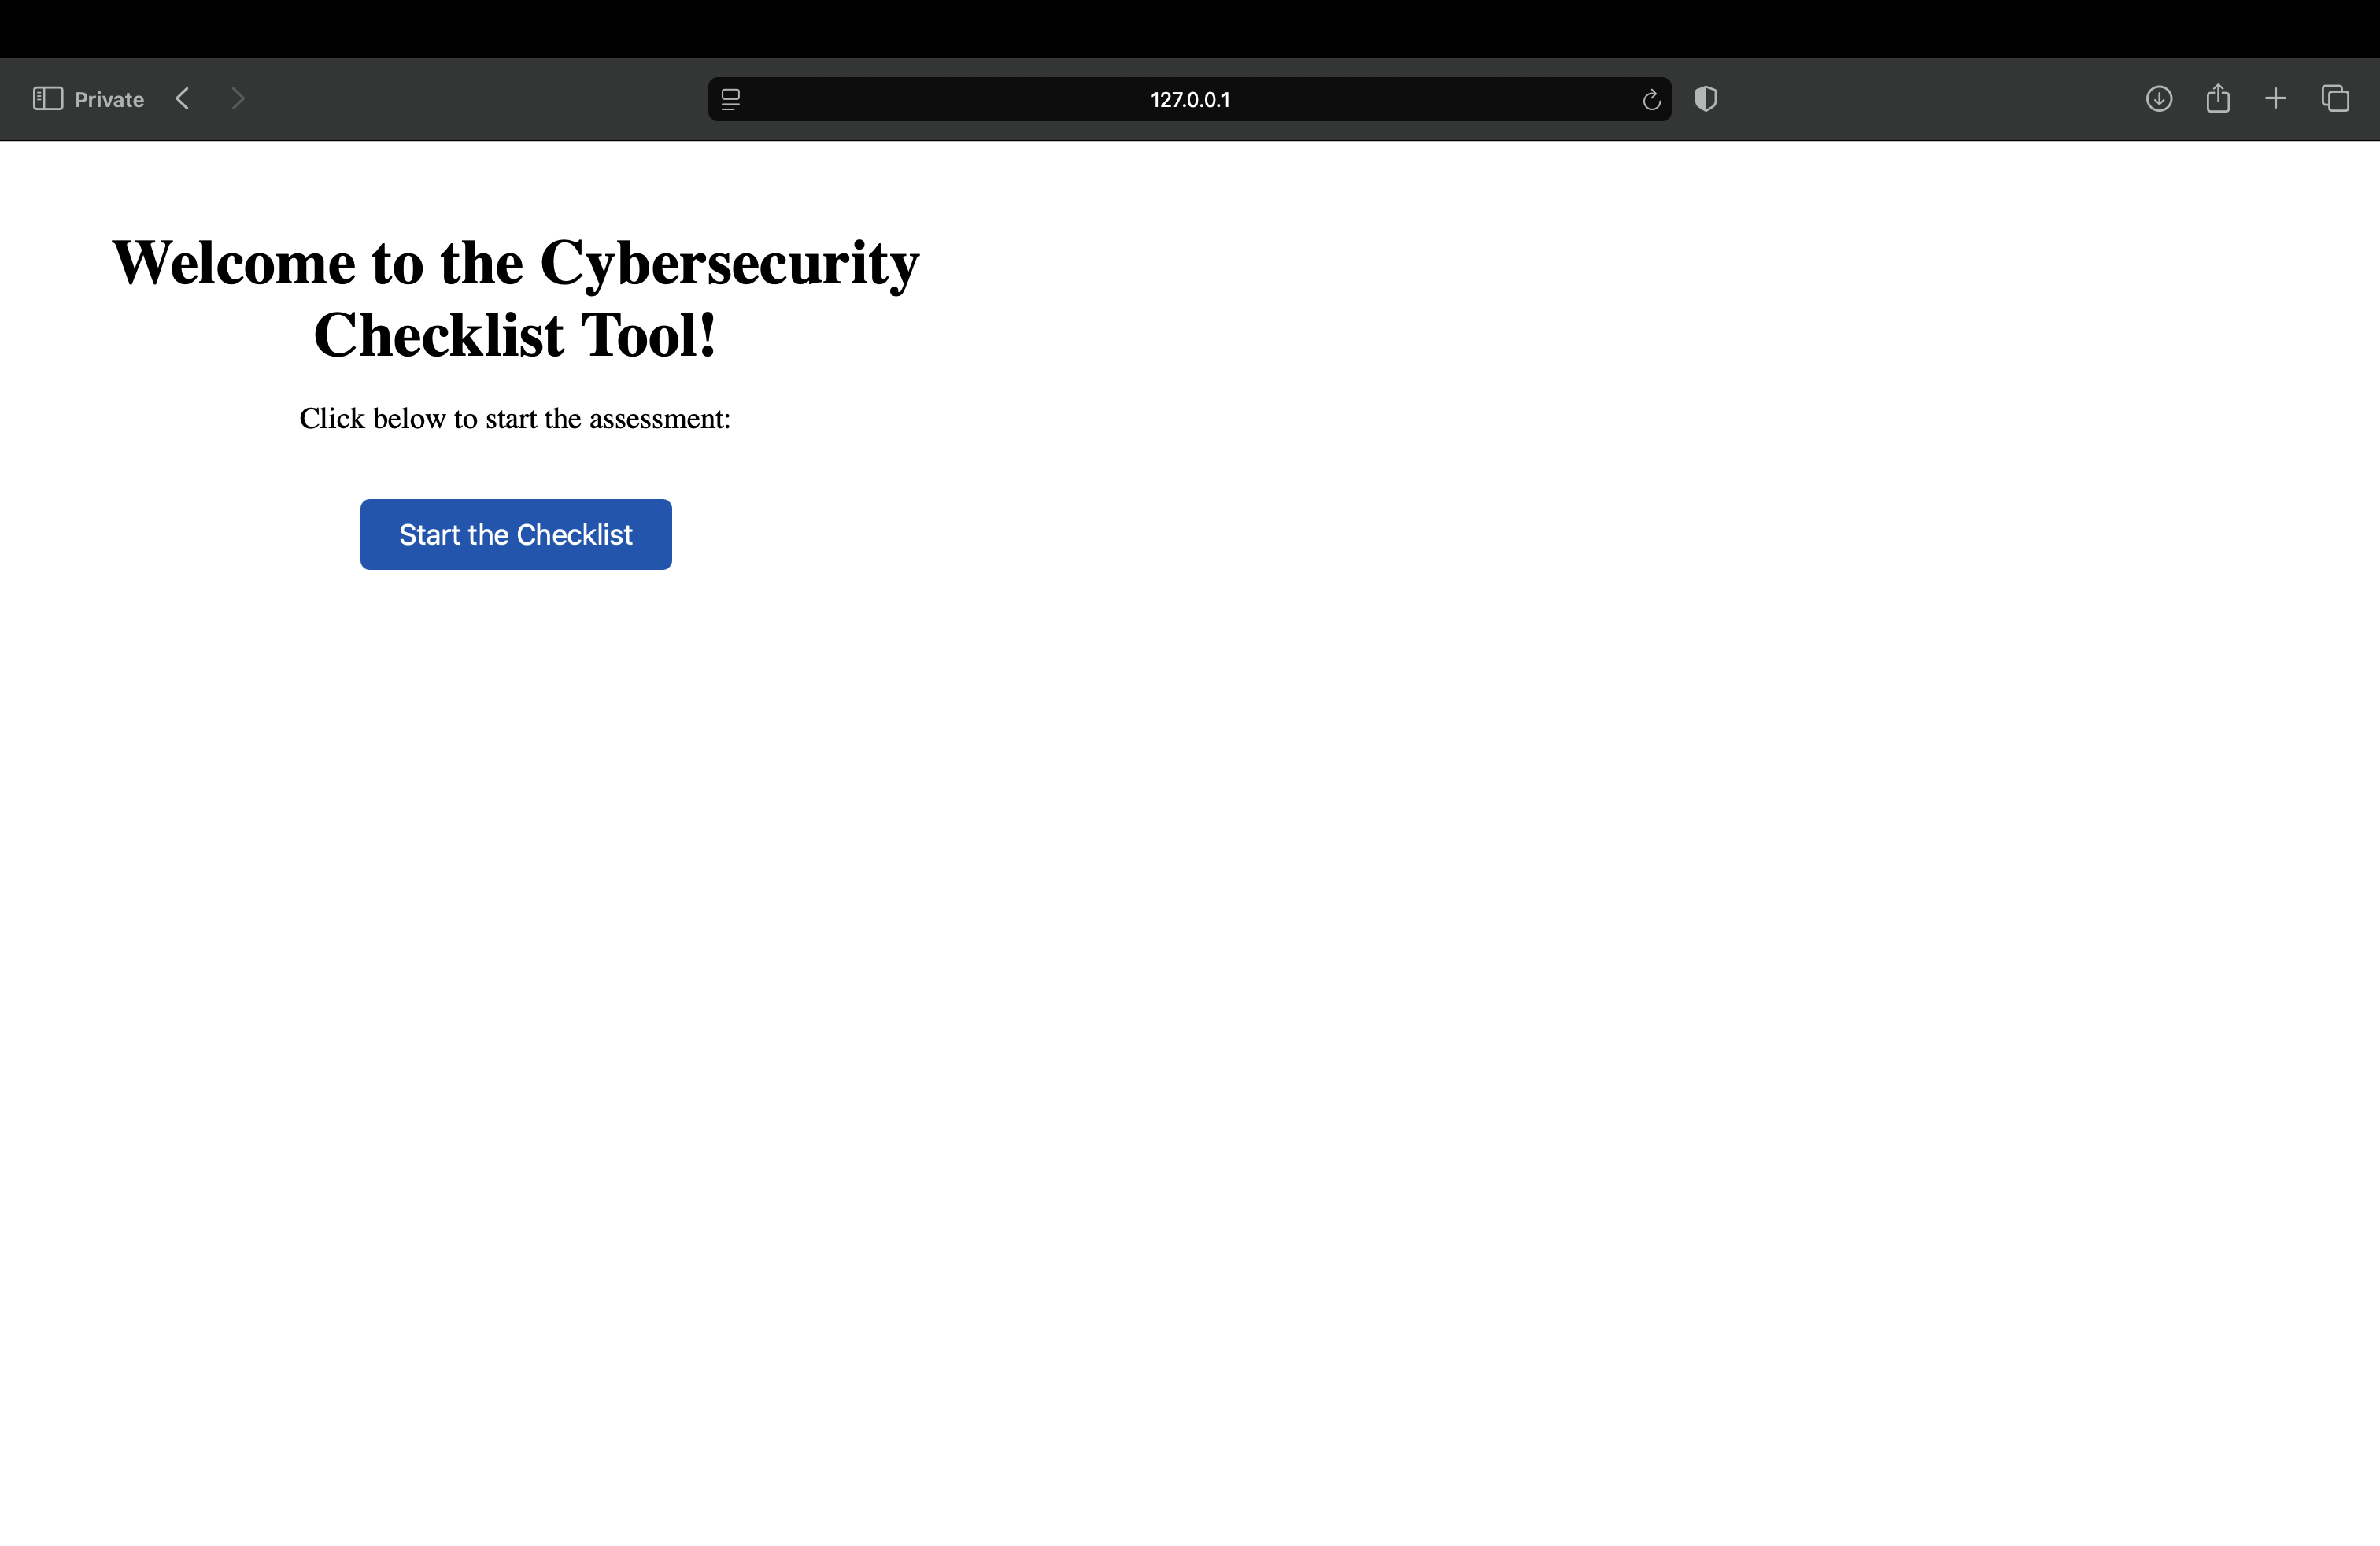 Private
127.0.0.1
Welcome to the Cybersecurity
Checklist Tool!
Click below to start the assessment:
Start the Checklist